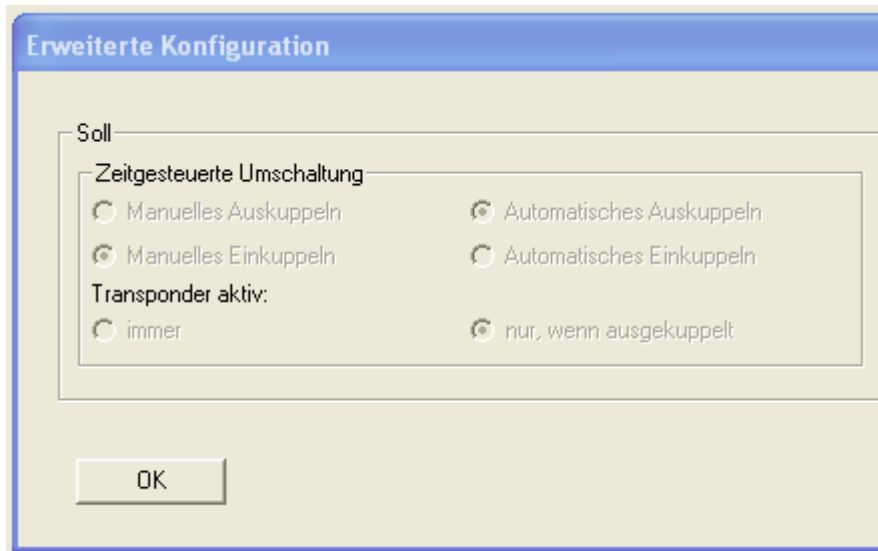 Erweiterte Konfiguration
Soll
Zeitgesteuerte Umschaltung
Manuelles Auskuppeln Automatisches Auskuppeln
Manuelles Einkuppeln Automatisches Einkuppeln
Transponder aktiv:
immer nur, wenn ausgekuppelt
OK